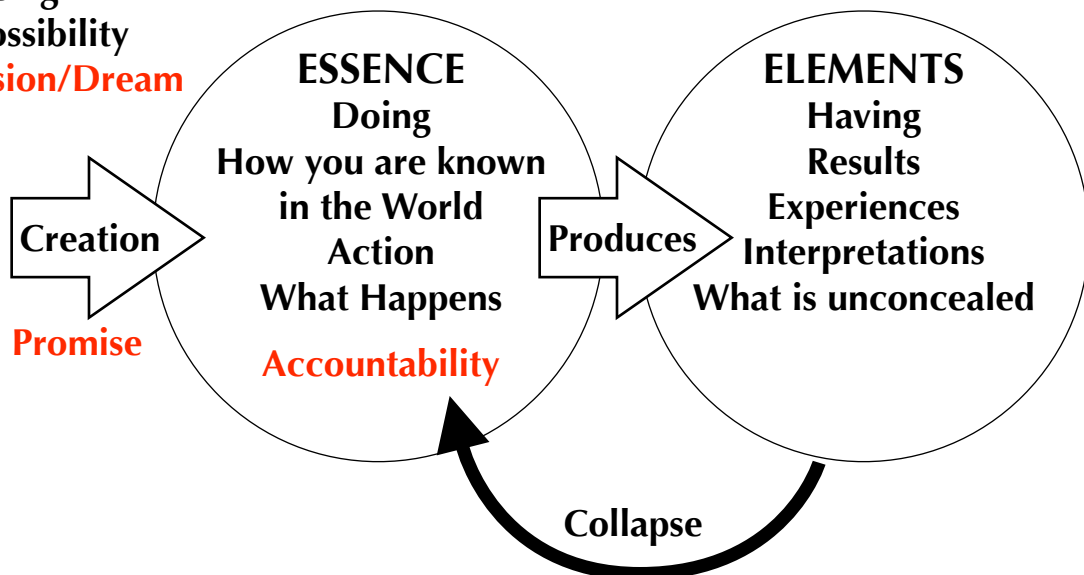 ossibility
sion/Dream
Creation
Promise
ESSENCE
Doing
How you are known
in the World
Action
What Happens
Accountability
Produces
ELEMENTS
Having
Results
Experiences
Interpretations
What is unconcealed
Collapse